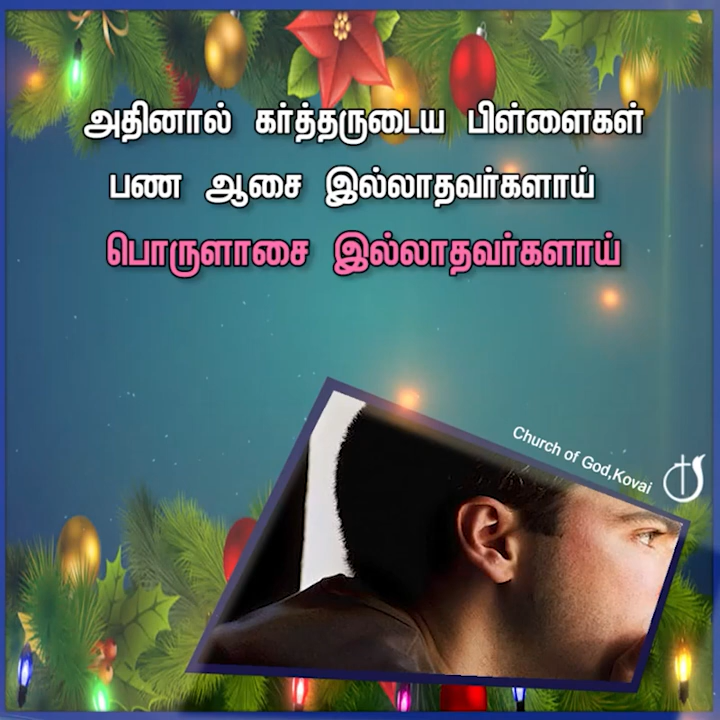 அதினால் கர்த்தருடைய பிள்ளைகள்
பண ஆசை இல்லாதவர்களாய்
பொருளாசை இல்லாதவர்களாய்
Church of God,Kovai